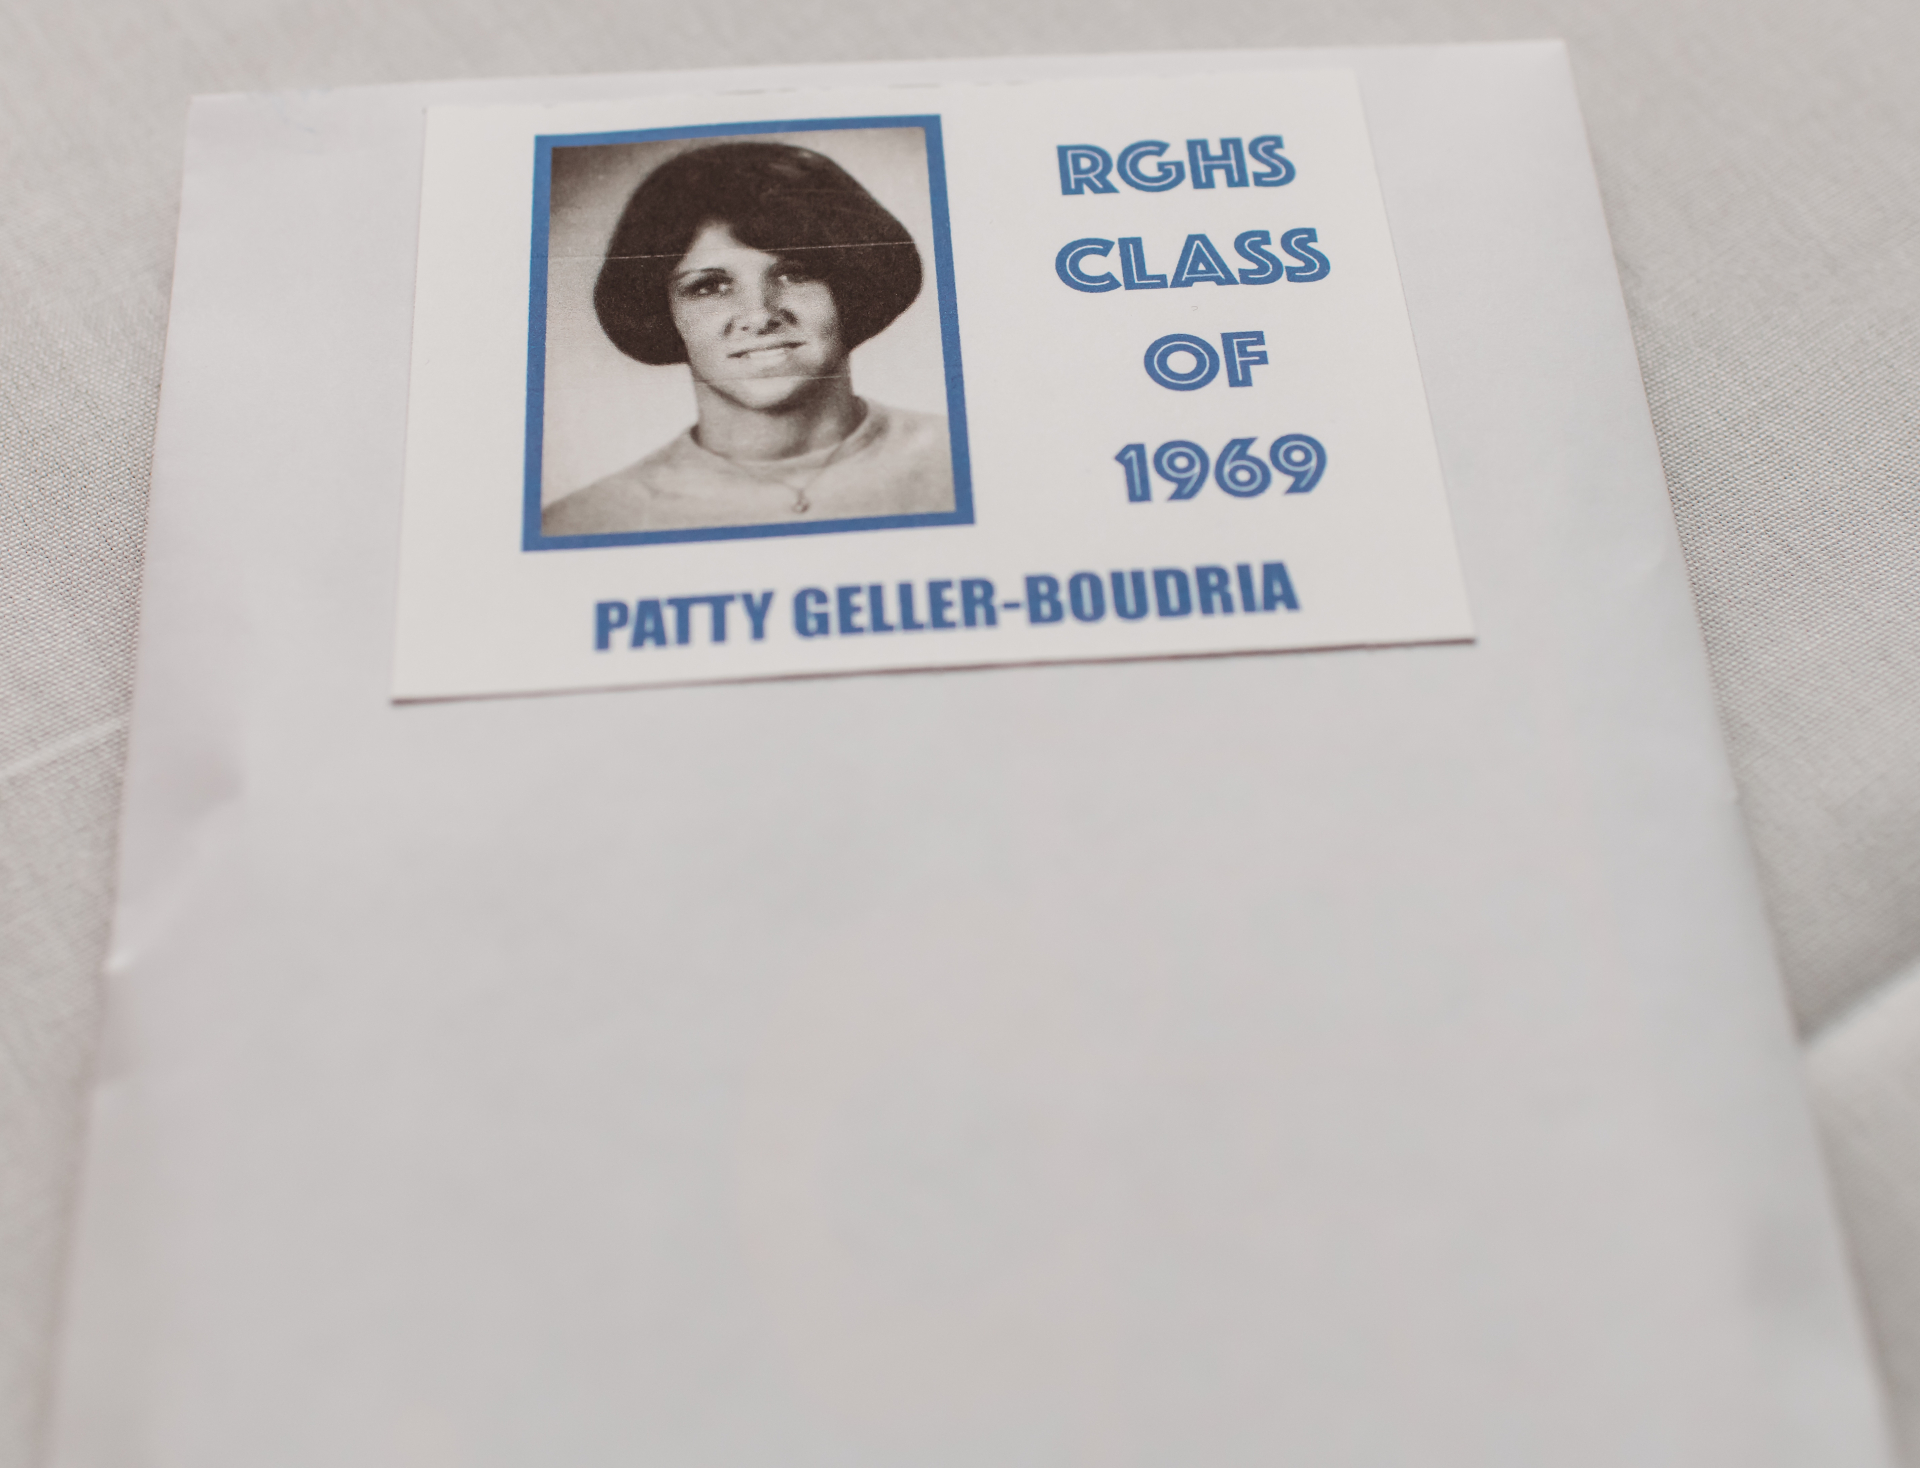 RGHS
CLASS
OF
1969
PATTY GELLER-BOUDRIA